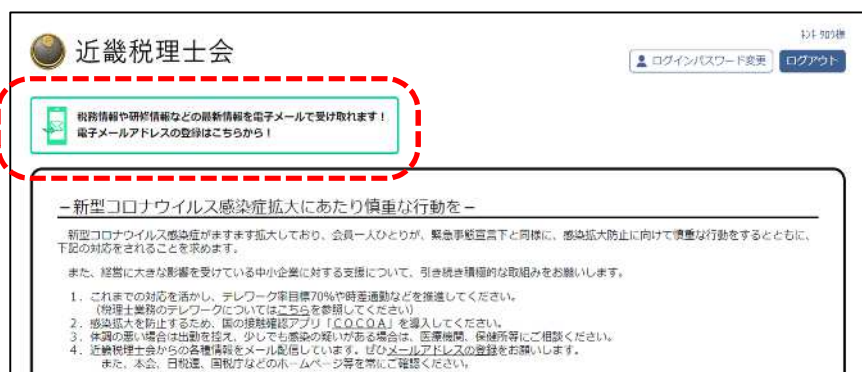 近畿税理士会
ｷﾝｷ ﾀﾛｳ様
ログインパスワード変更
ログアウト
税務情報や研修情報などの最新情報を電子メールで受け取れます！
電子メールアドレスの登録はこちらから！
－新型コロナウイルス感染症拡大にあたり慎重な行動を－
新型コロナウイルス感染症がますます拡大しており、会員一人ひとりが、緊急事態宣言下と同様に、感染拡大防止に向けて慎重な行動をするとともに、
下記の対応をされることを求めます。
また、経営に大きな影響を受けている中小企業に対する支援について、引き続き積極的な取組みをお願いします。
1．これまでの対応を活かし、テレワーク率目標70%や時差通勤などを推進してください。
（税理士業務のテレワークについてはこちらを参照してください）
2．感染拡大を防止するため、国の接触確認アプリ「ＣＯＣＯＡ」を導入してください。
3．体調の悪い場合は出勤を控え、少しでも感染の疑いがある場合は、医療機関、保健所等にご相談ください。
4．近畿税理士会からの各種情報をメール配信しています。ぜひメールアドレスの登録をお願いします。
また、本会、日税連、国税庁などのホームページ等を常にご確認ください。